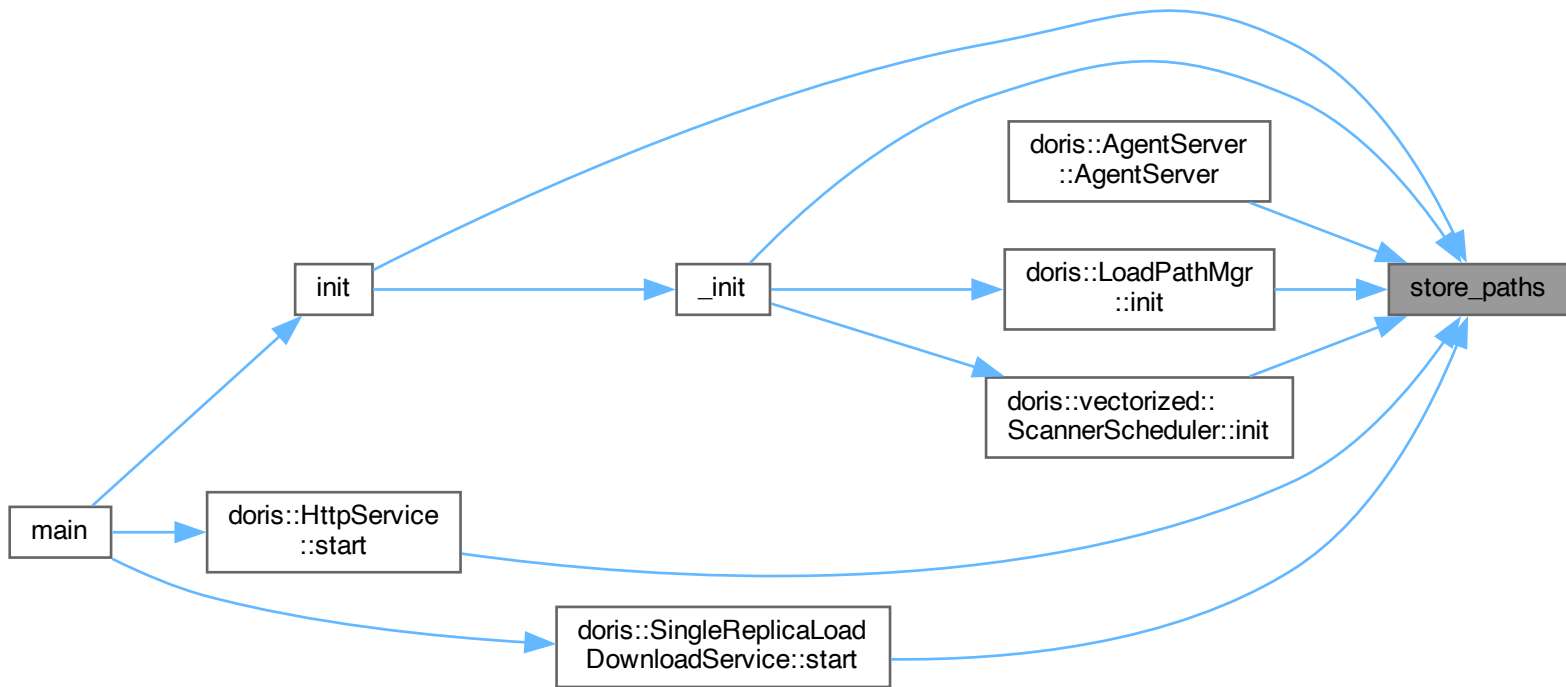 doris::AgentServer
::AgentServer
init
_init
doris::LoadPathMgr
::init
store_paths
doris::vectorized::
ScannerScheduler::init
main
doris::HttpService
::start
doris::SingleReplicaLoad
DownloadService::start